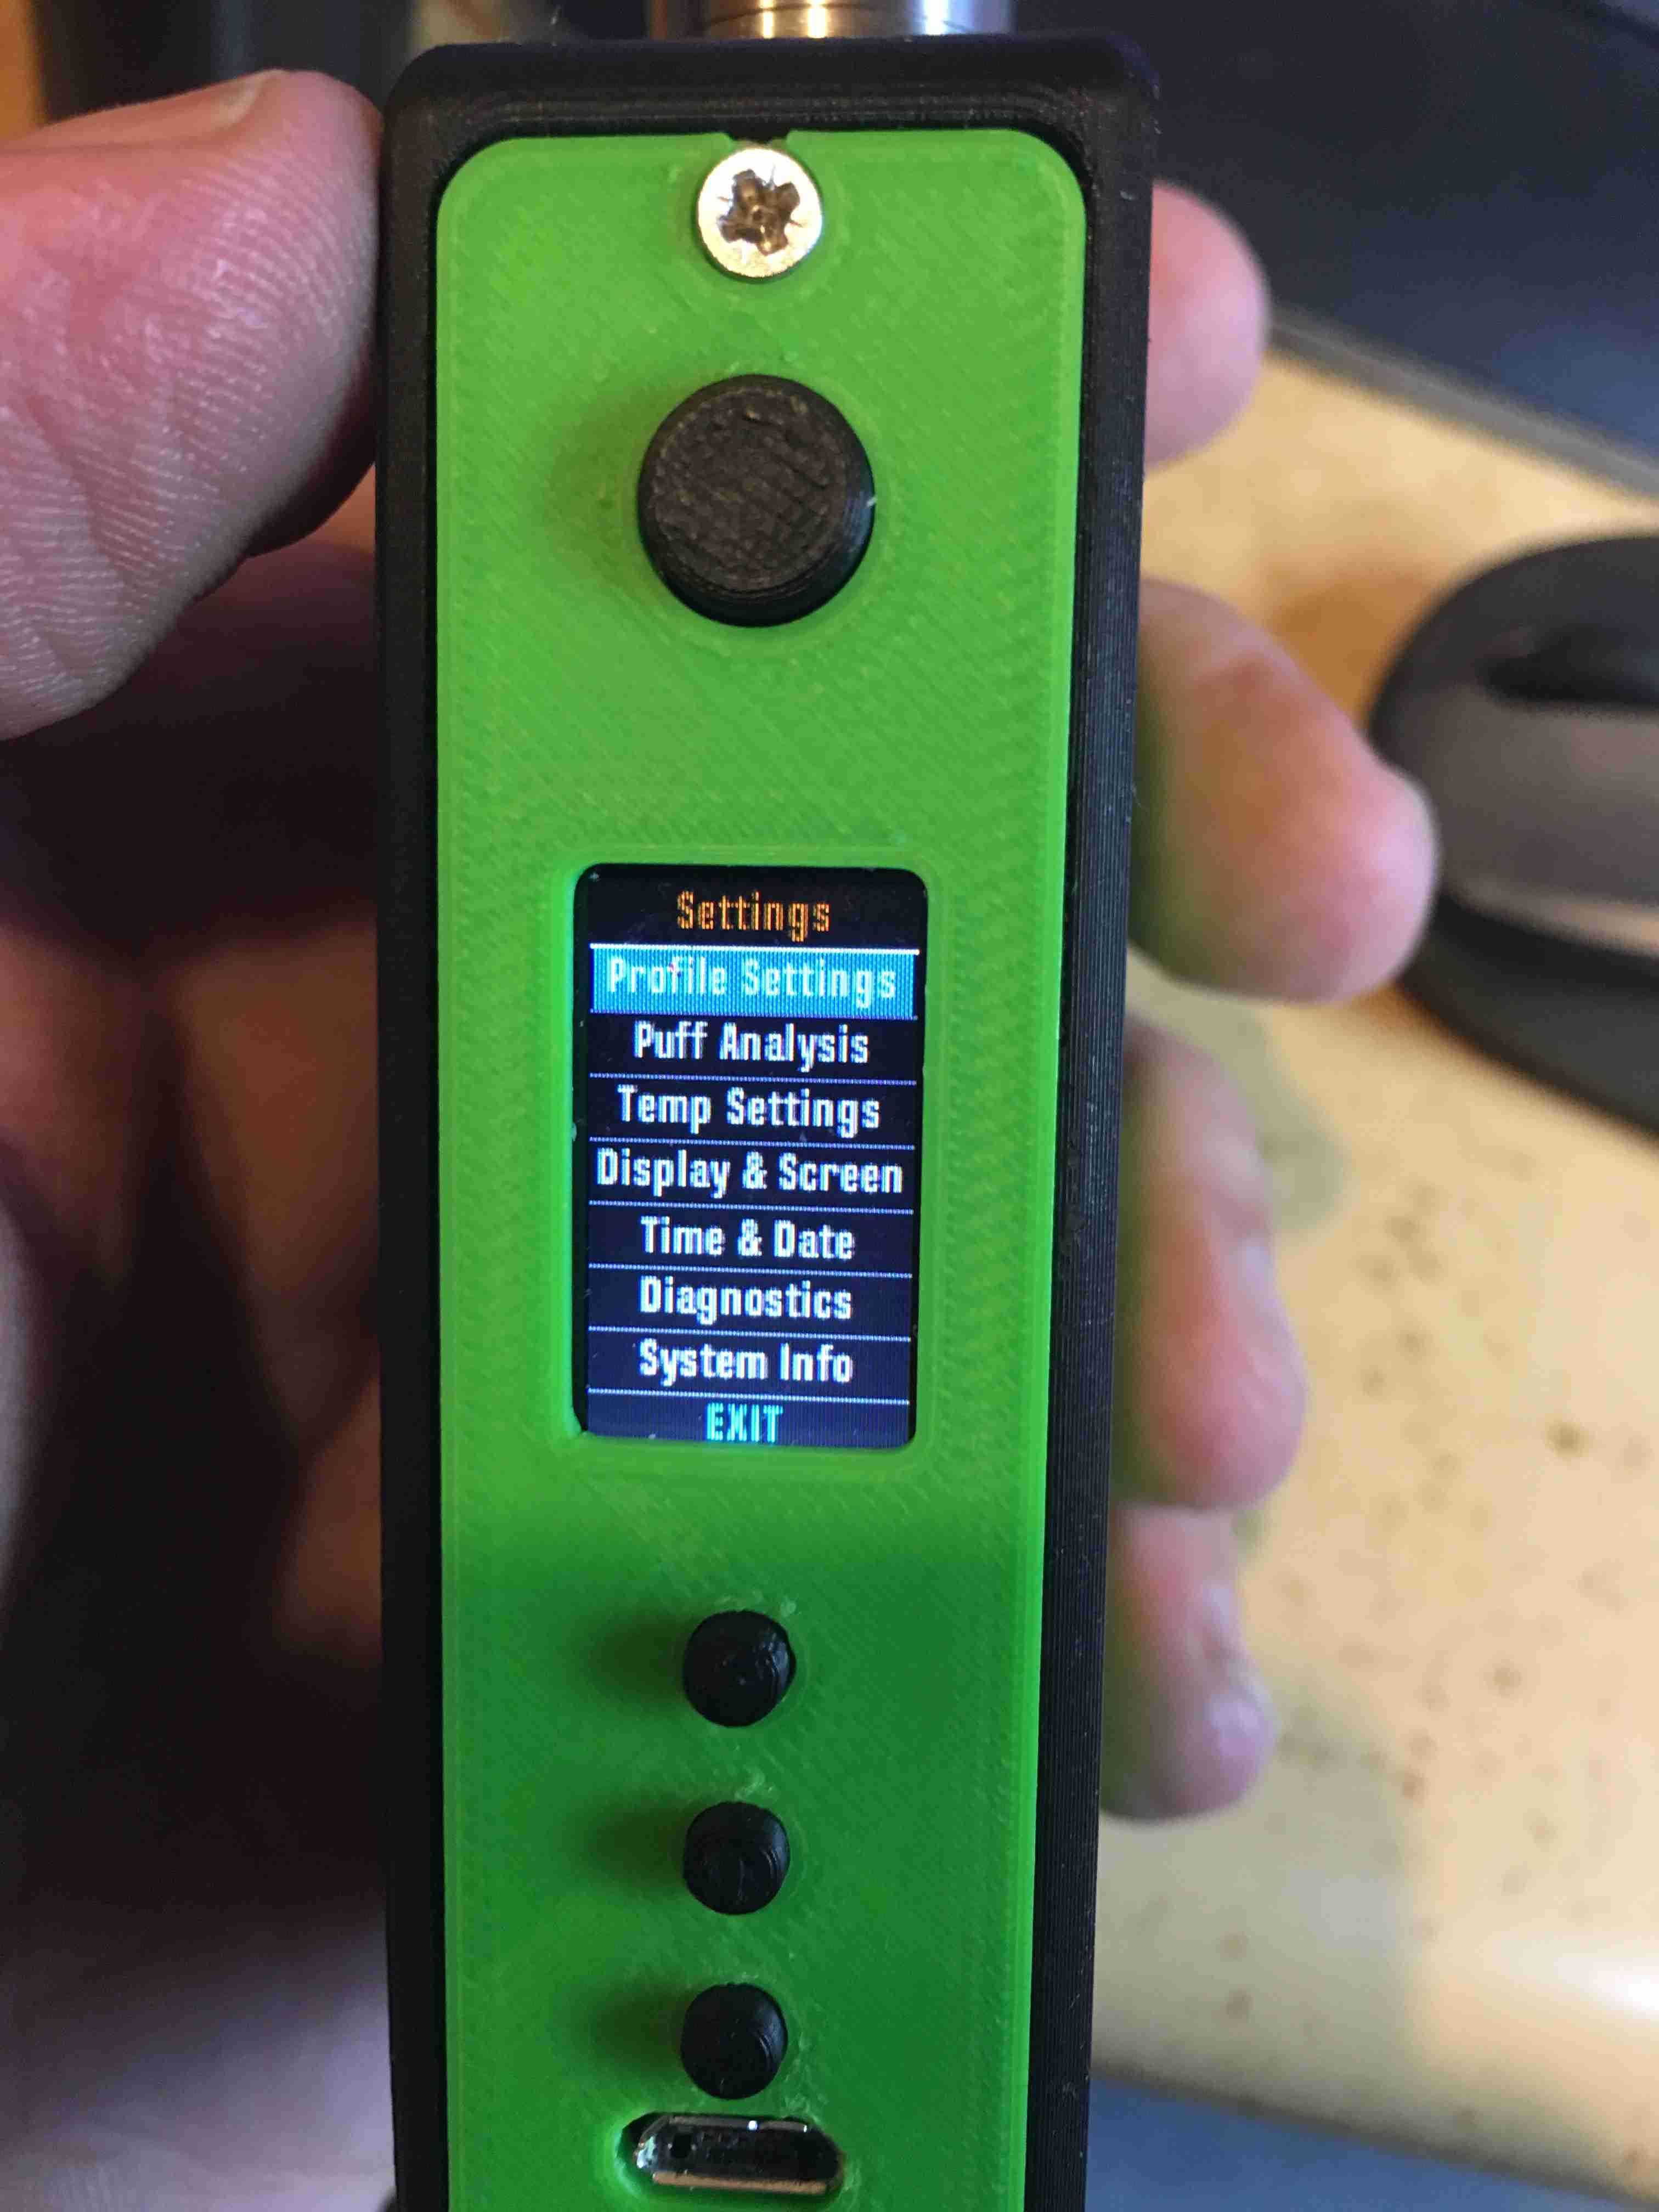 Settings
Profile Settings
Puff Analysis
Temp Settings
Display & Screen
Time & Date
Diagnostics
System Info
EXIT